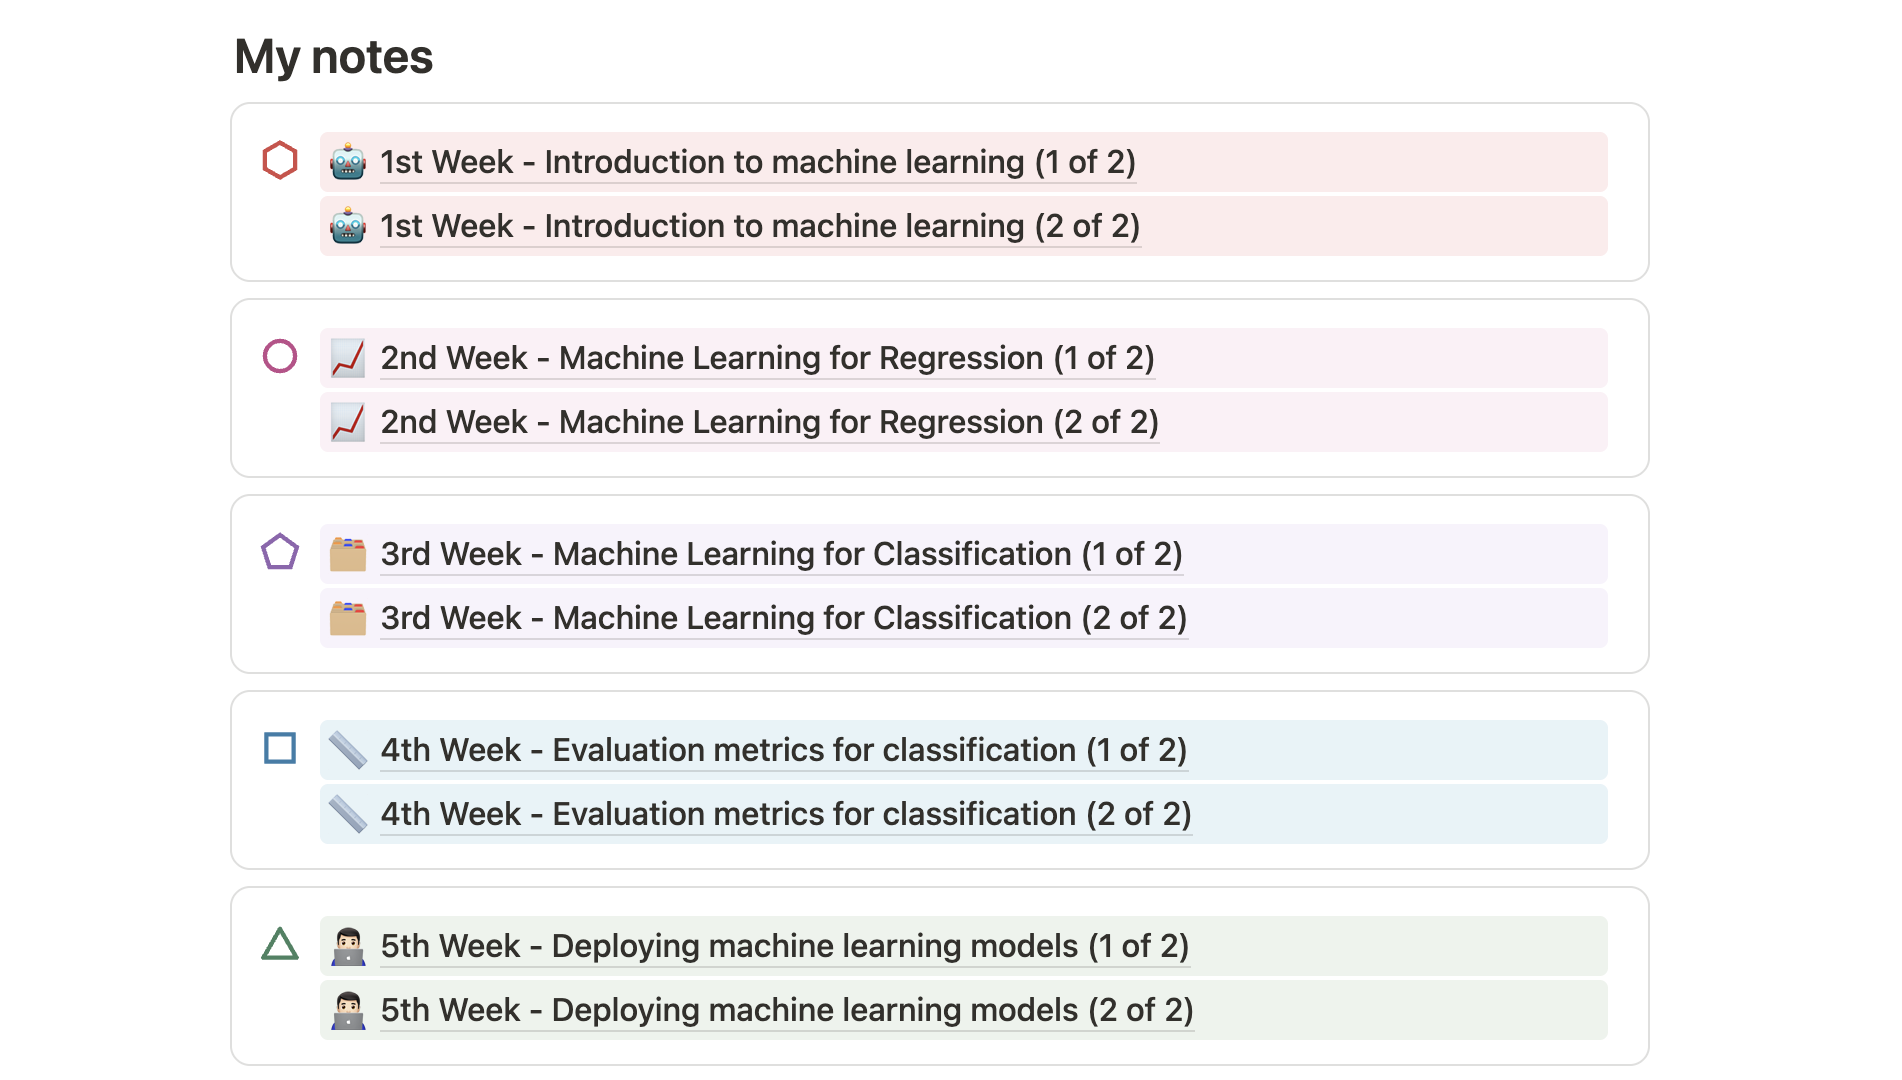 My notes
1st Week - Introduction to machine learning (1 of 2)
1st Week - Introduction to machine learning (2 of 2)
2nd Week - Machine Learning for Regression (1 of 2)
2nd Week - Machine Learning for Regression (2 of 2)
3rd Week - Machine Learning for Classification (1 of 2)
3rd Week - Machine Learning for Classification (2 of 2)
4th Week - Evaluation metrics for classification (1 of 2)
4th Week - Evaluation metrics for classification (2 of 2)
5th Week - Deploying machine learning models (1 of 2)
5th Week - Deploying machine learning models (2 of 2)